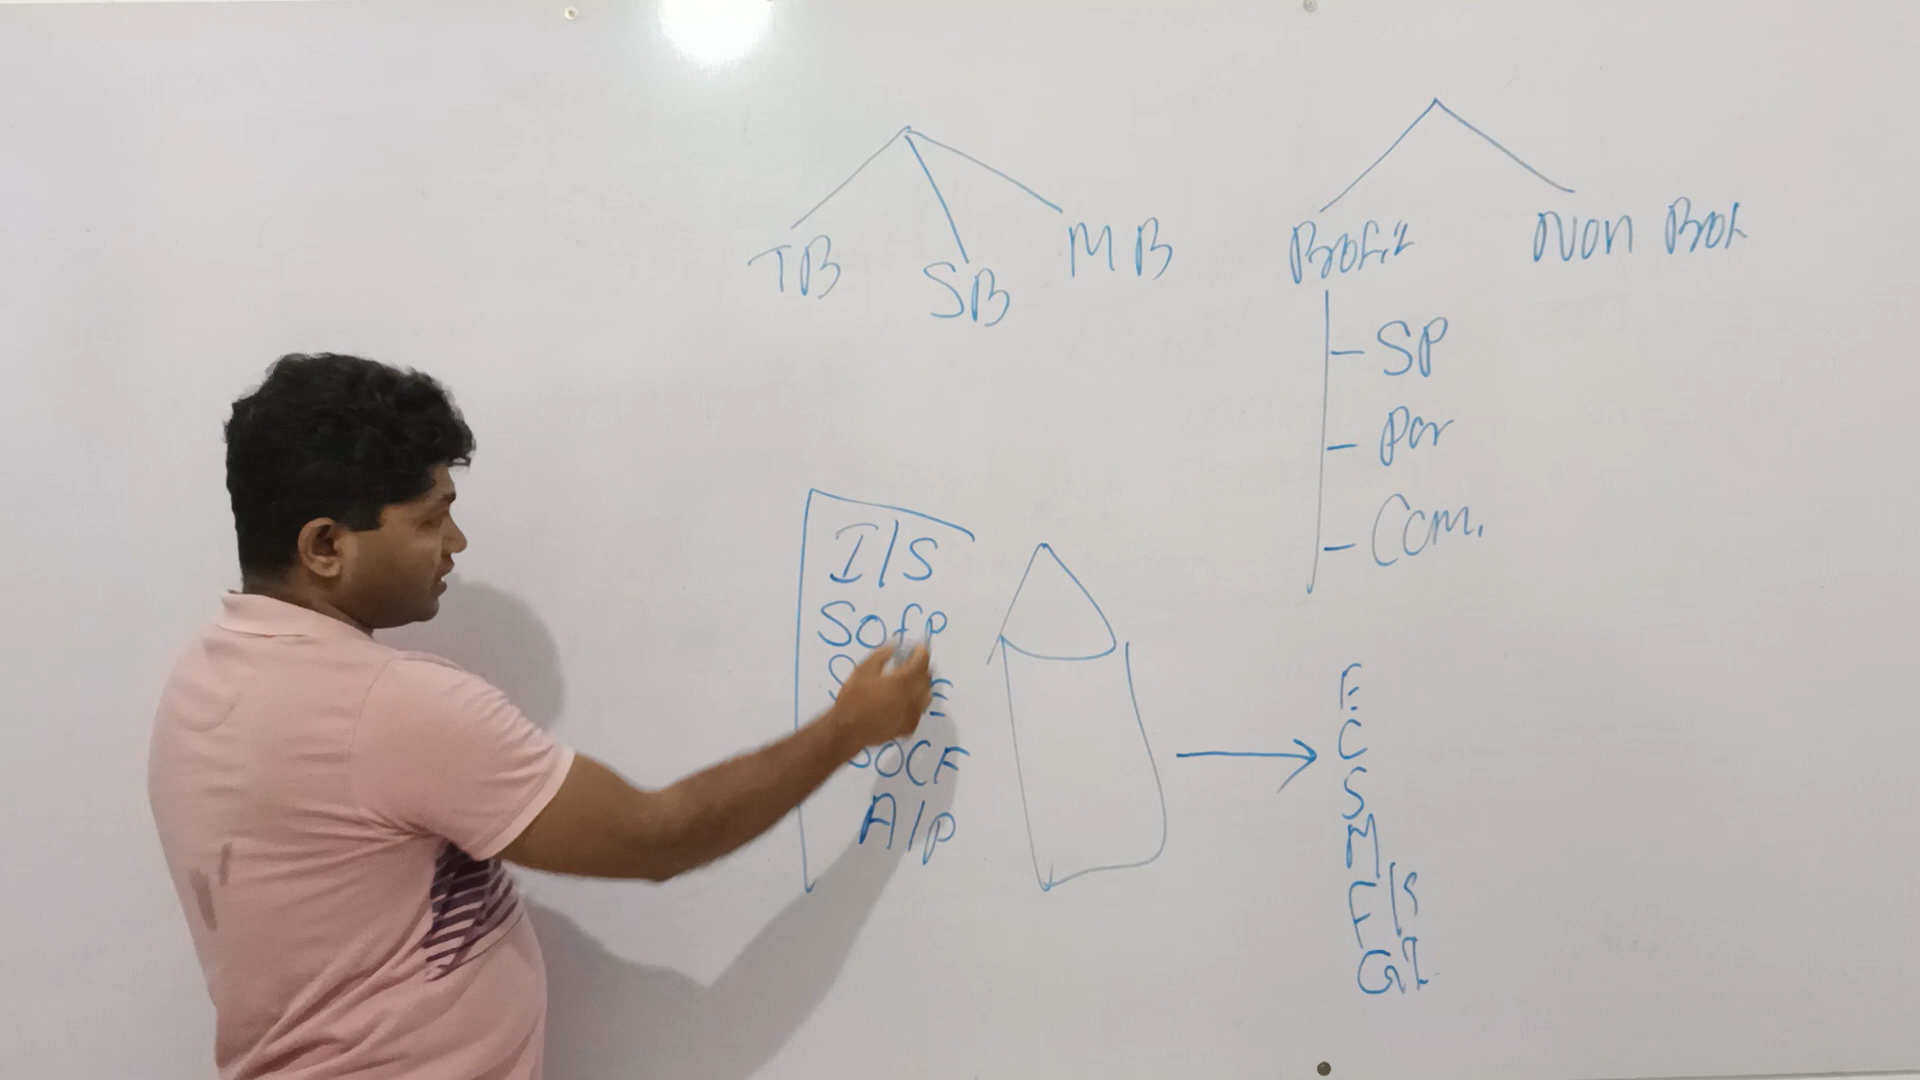 TB
SB
MB
Profit
Non Prof
- SP
- Par
- Com.
I/S
Sofp
SOCF
A/P
E
C
S
M
F/S